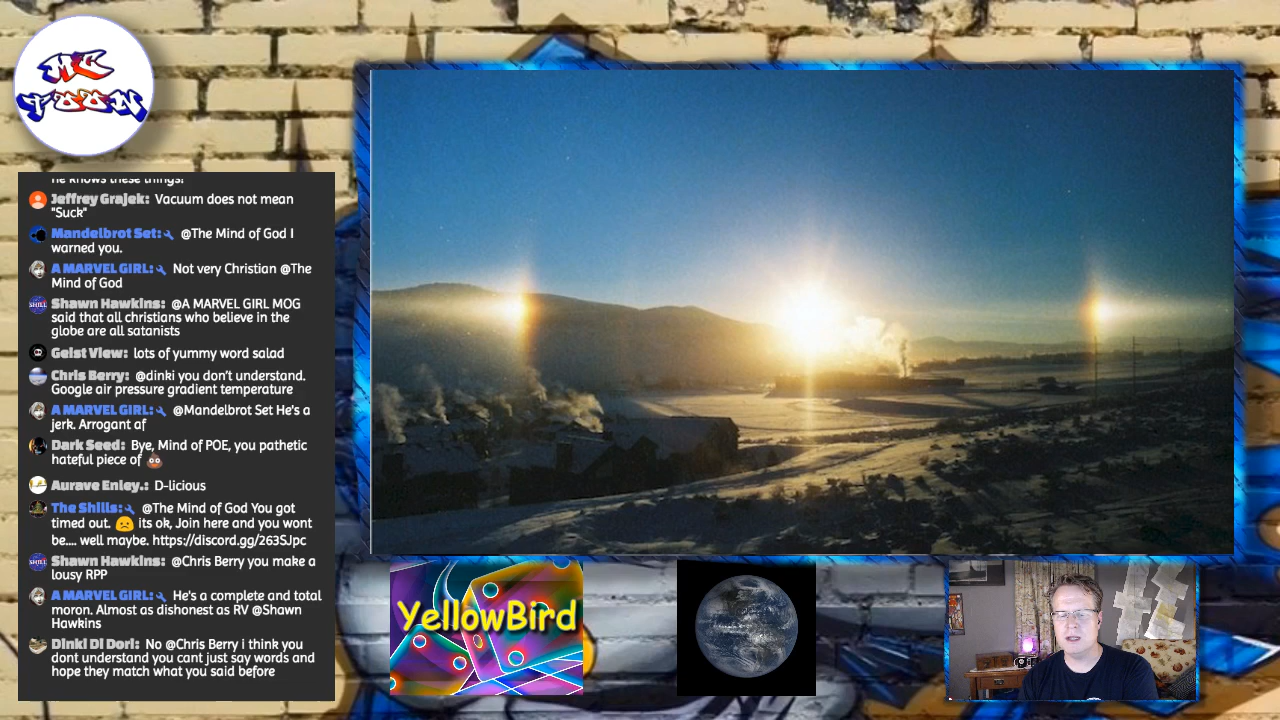 MC
TOON
he knows these things!
Jeffrey Grajek: Vacuum does not mean
"Suck"
Mandelbrot Set: @The Mind of God I
warned you.
A MARVEL GIRL: Not very Christian @The
Mind of God
Shawn Hawkins: @A MARVEL GIRL MOG
said that all christians who believe in the
globe are all satanists
Geist View: lots of yummy word salad
Chris Berry: @dinki you don't understand.
Google air pressure gradient temperature
A MARVEL GIRL: @Mandelbrot Set He's a
jerk. Arrogant af
Dark Seed: Bye, Mind of POE, you pathetic
hateful piece of 💩
Aurave Enley.: D-licious
The Shills: @The Mind of God You got
timed out. 🙁 its ok, Join here and you wont
be.... well maybe. https://discord.gg/263SJpc
SHILL
Shawn Hawkins: @Chris Berry you make a
lousy RPP
A MARVEL GIRL: He's a complete and total
moron. Almost as dishonest as RV @Shawn
Hawkins
Dinki Di Dori: No @Chris Berry i think you
dont understand you cant just say words and
hope they match what you said before
YellowBird